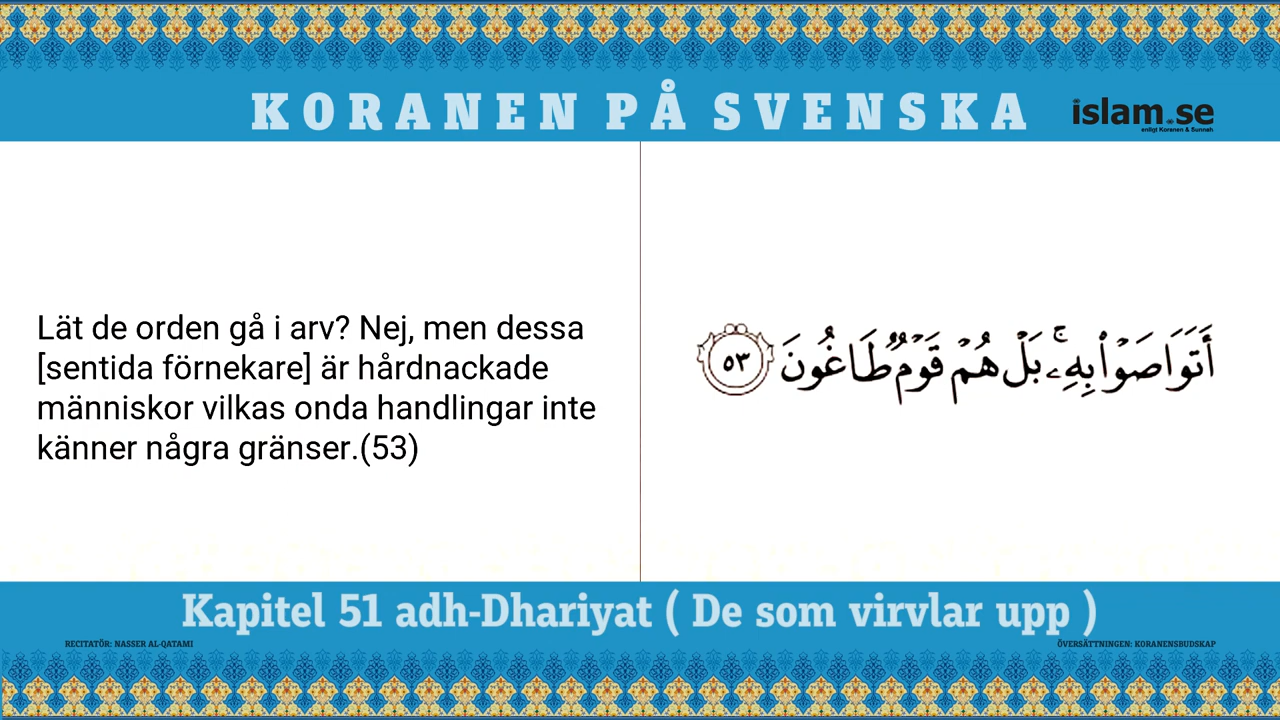 KORANEN PÅ SVENSKA
islam.se
enligt Koranen & Sunnah
Lät de orden gå i arv? Nej, men dessa
[sentida förnekare] är hårdnackade
människor vilkas onda handlingar inte
känner några gränser.(53)
أَتَوَاصَوْا۟ بِهِۦ ۚ بَلْ هُمْ قَوْمٌ طَاغُونَ ٥٣
Kapitel 51 adh-Dhariyat ( De som virvlar upp )
RECITATÖR: NASSER AL-QATAMI
ÖVERSÄTTNINGEN: KORANENSBUDSKAP